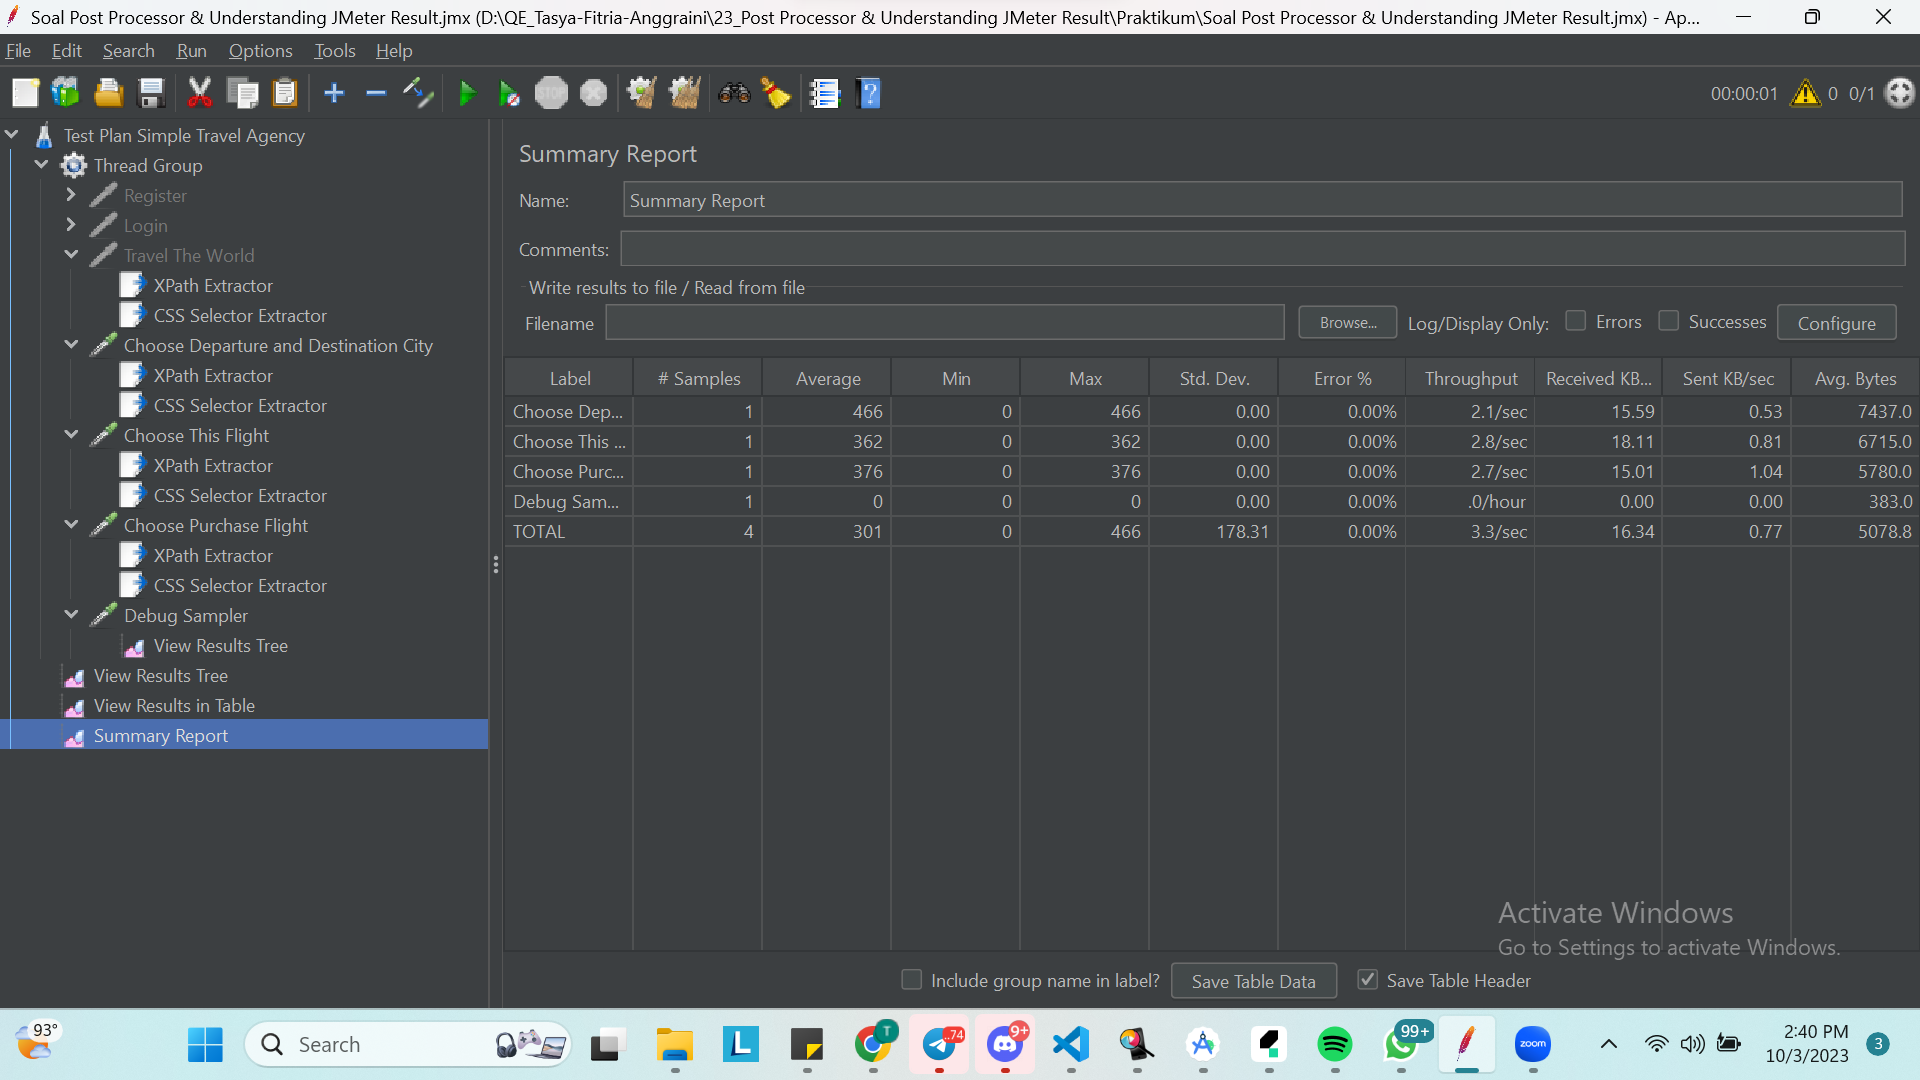 Soal Post Processor & Understanding JMeter Result.jmx (D:\QE_Tasya-Fitria-Anggraini\23_Post Processor & Understanding JMeter Result\Praktikum\Soal Post Processor & Understanding JMeter Result.jmx) - Ap...
File Edit Search Run Options Tools Help
STOP
00:00:01 0 0/1
Test Plan Simple Travel Agency
Thread Group
Register
Login
Travel The World
XPath Extractor
CSS Selector Extractor
Choose Departure and Destination City
XPath Extractor
CSS Selector Extractor
Choose This Flight
XPath Extractor
CSS Selector Extractor
Choose Purchase Flight
XPath Extractor
CSS Selector Extractor
Debug Sampler
View Results Tree
View Results Tree
View Results in Table
Summary Report
Summary Report
Name: Summary Report
Comments:
Write results to file / Read from file
Filename Browse... Log/Display Only: Errors Successes Configure
Label # Samples Average Min Max Std. Dev. Error % Throughput Received KB... Sent KB/sec Avg. Bytes
Choose Dep... 1 466 0 466 0.00 0.00% 2.1/sec 15.59 0.53 7437.0
Choose This ... 1 362 0 362 0.00 0.00% 2.8/sec 18.11 0.81 6715.0
Choose Purc... 1 376 0 376 0.00 0.00% 2.7/sec 15.01 1.04 5780.0
Debug Sam... 1 0 0 0 0.00 0.00% .0/hour 0.00 0.00 383.0
TOTAL 4 301 0 466 178.31 0.00% 3.3/sec 16.34 0.77 5078.8
Activate Windows
Go to Settings to activate Windows.
Include group name in label? Save Table Data Save Table Header
93°
Search
L
T
74
9+
99+
zoom
2:40 PM
10/3/2023
3